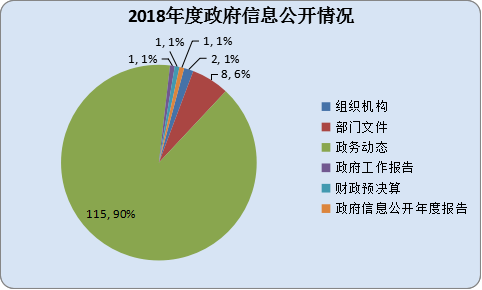 2018年度政府信息公开情况
1, 1%
1, 1%
1, 1%
2, 1%
8, 6%
115, 90%
组织机构
部门文件
政务动态
政府工作报告
财政预决算
政府信息公开年度报告